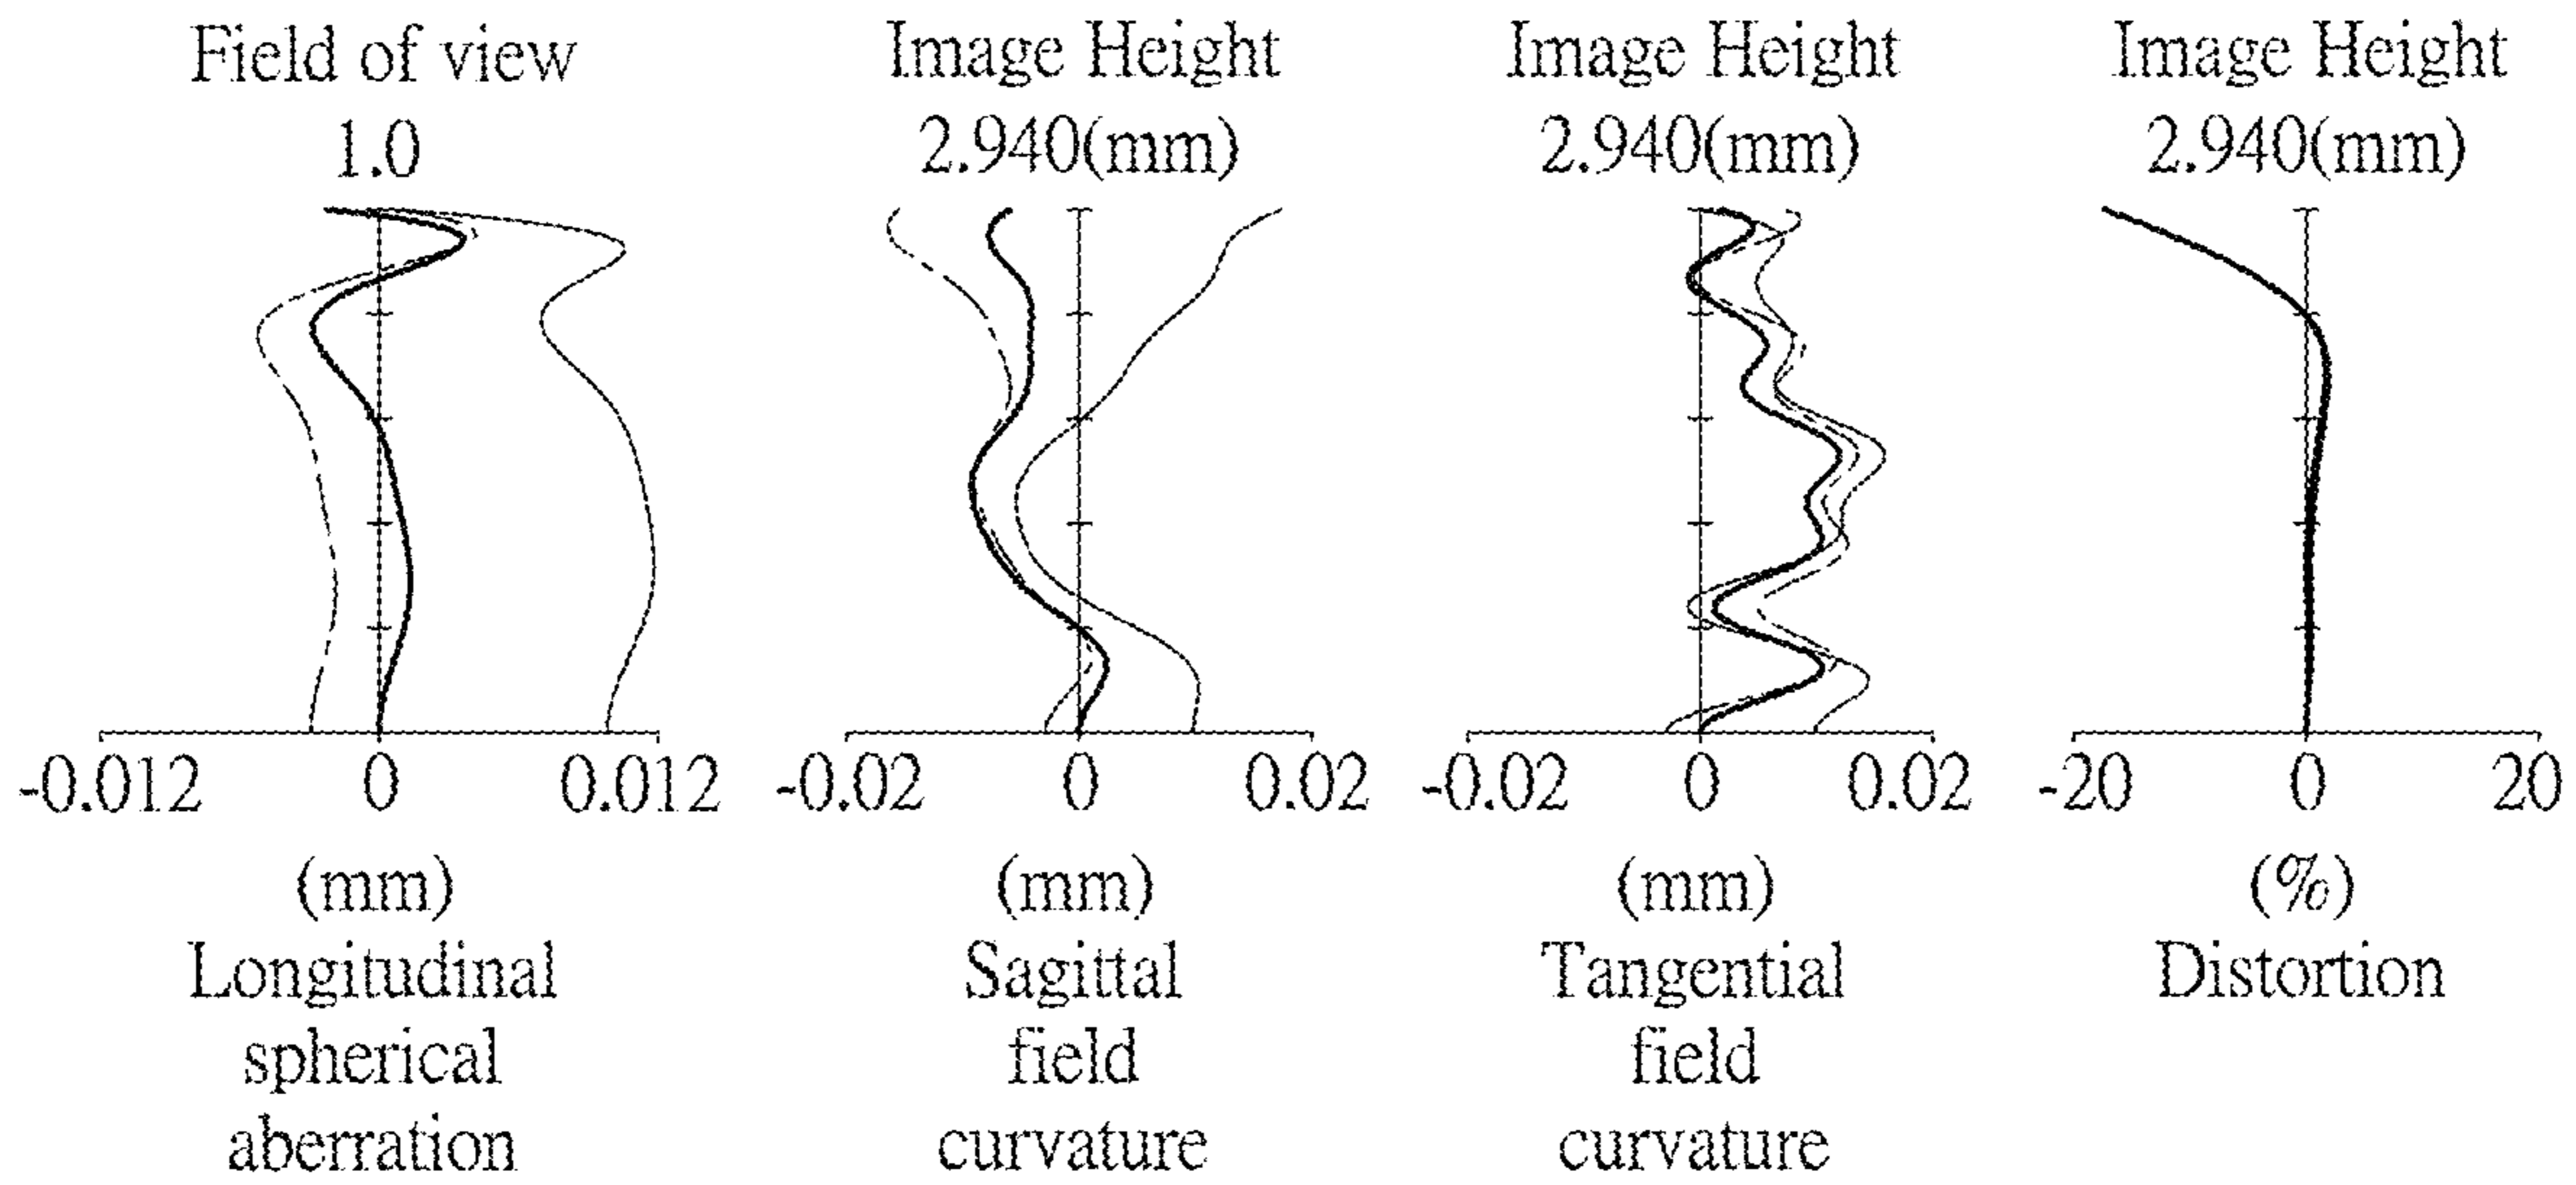 Field of view
1.0
-0.012 0 0.012
(mm)
Longitudinal
spherical
aberration
Image Height
2.940(mm)
-0.02 0 0.02
(mm)
Sagittal
field
curvature
Image Height
2.940(mm)
-0.02 0 0.02
(mm)
Tangential
field
curvature
Image Height
2.940(mm)
-20 0 20
(%)
Distortion